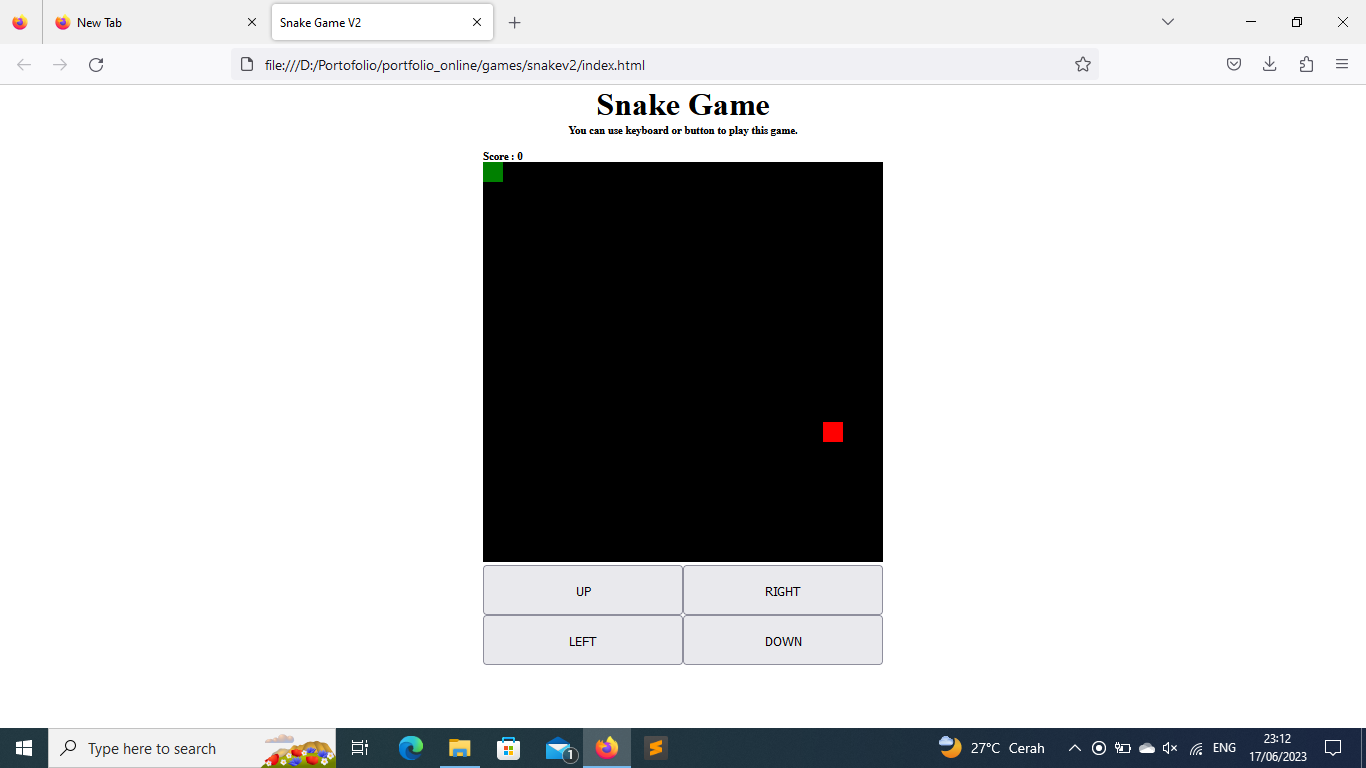 New Tab
Snake Game V2
file:///D:/Portofolio/portfolio_online/games/snakev2/index.html
Snake Game
You can use keyboard or button to play this game.
Score : 0
UP
RIGHT
LEFT
DOWN
Type here to search
1
27°C Cerah
ENG
23:12
17/06/2023